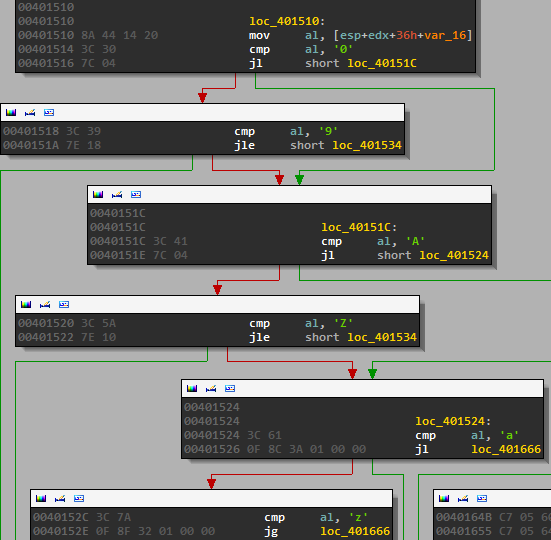 00401510
00401510 loc_401510:
00401510 8A 44 14 20 mov al, [esp+edx+36h+var_16]
00401514 3C 30 cmp al, '0'
00401516 7C 04 jl short loc_40151C
00401518 3C 39 cmp al, '9'
0040151A 7E 18 jle short loc_401534
0040151C
0040151C loc_40151C:
0040151C 3C 41 cmp al, 'A'
0040151E 7C 04 jl short loc_401524
00401520 3C 5A cmp al, 'Z'
00401522 7E 10 jle short loc_401534
00401524
00401524 loc_401524:
00401524 3C 61 cmp al, 'a'
00401526 0F 8C 3A 01 00 00 jl loc_401666
0040152C 3C 7A cmp al, 'z'
0040152E 0F 8F 32 01 00 00 jg loc_401666
0040164B C7 05
00401655 C7 05